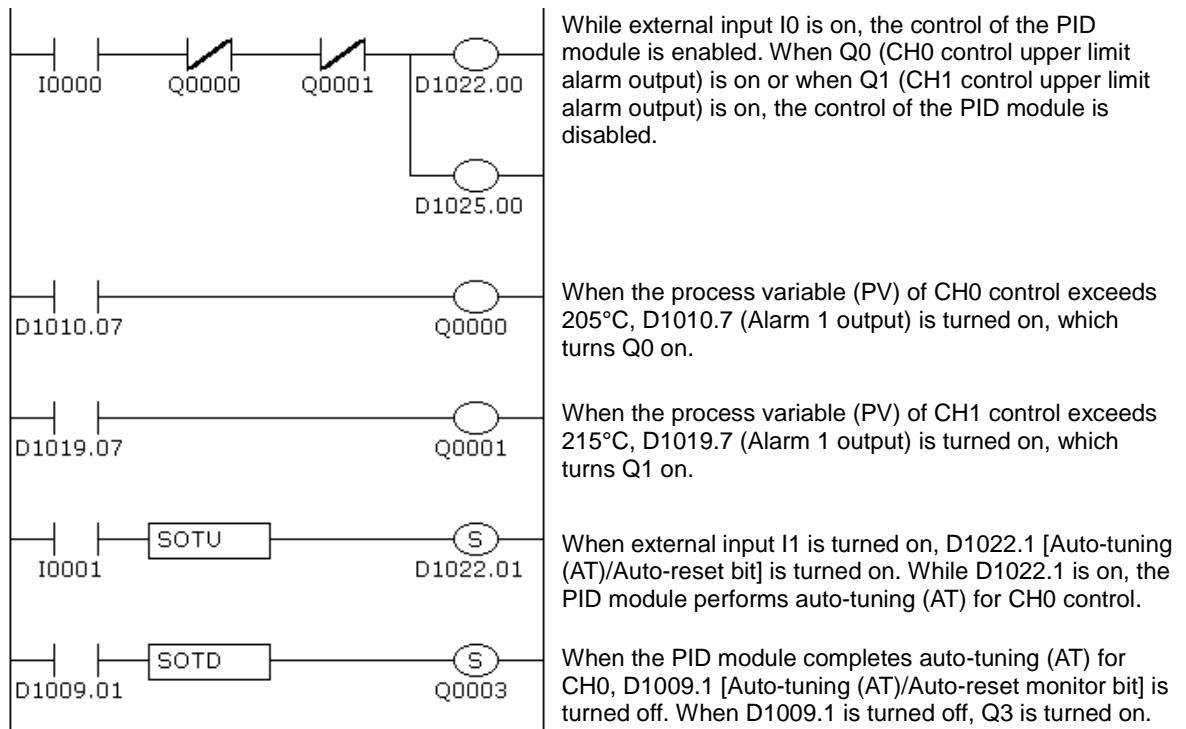 While external input I0 is on, the control of the PID
module is enabled. When Q0 (CH0 control upper limit
alarm output) is on or when Q1 (CH1 control upper limit
alarm output) is on, the control of the PID module is
disabled.
I0000 Q0000 Q0001 D1022.00
D1025.00
When the process variable (PV) of CH0 control exceeds
205°C, D1010.7 (Alarm 1 output) is turned on, which
turns Q0 on.
D1010.07 Q0000
When the process variable (PV) of CH1 control exceeds
215°C, D1019.7 (Alarm 1 output) is turned on, which
turns Q1 on.
D1019.07 Q0001
SOTU S
I0001 D1022.01
When external input I1 is turned on, D1022.1 [Auto-tuning
(AT)/Auto-reset bit] is turned on. While D1022.1 is on, the
PID module performs auto-tuning (AT) for CH0 control.
SOTD S
D1009.01 Q0003
When the PID module completes auto-tuning (AT) for
CH0, D1009.1 [Auto-tuning (AT)/Auto-reset monitor bit] is
turned off. When D1009.1 is turned off, Q3 is turned on.